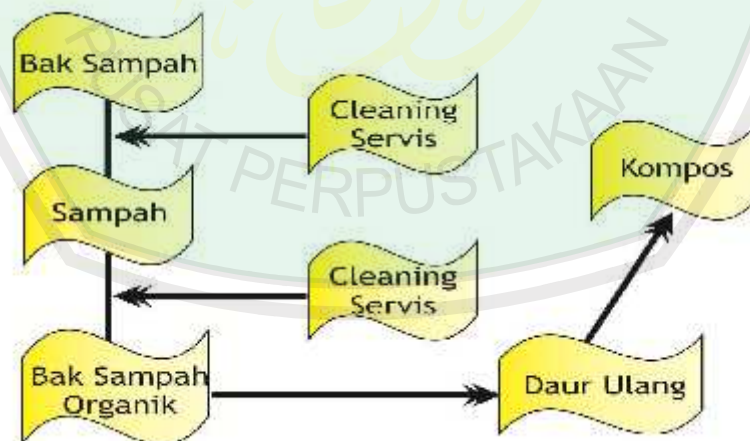 Bak Sampah
Cleaning
Servis
Kompos
Sampah
Cleaning
Servis
Bak Sampah
Organik
Daur Ulang
PUSAT PERPUSTAKAAN